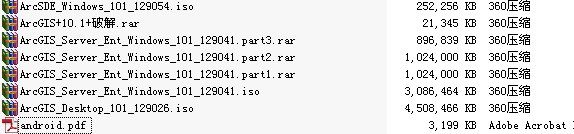 ArcSDE_Windows_101_129054.iso 252,256 KB 360压缩
ArcGIS+10.1+破解.rar 21,345 KB 360压缩
ArcGIS_Server_Ent_Windows_101_129041.part3.rar 896,839 KB 360压缩
ArcGIS_Server_Ent_Windows_101_129041.part2.rar 1,024,000 KB 360压缩
ArcGIS_Server_Ent_Windows_101_129041.part1.rar 1,024,000 KB 360压缩
ArcGIS_Server_Ent_Windows_101_129041.iso 3,086,464 KB 360压缩
ArcGIS_Desktop_101_129026.iso 4,508,466 KB 360压缩
android.pdf 3,199 KB Adobe Acrobat